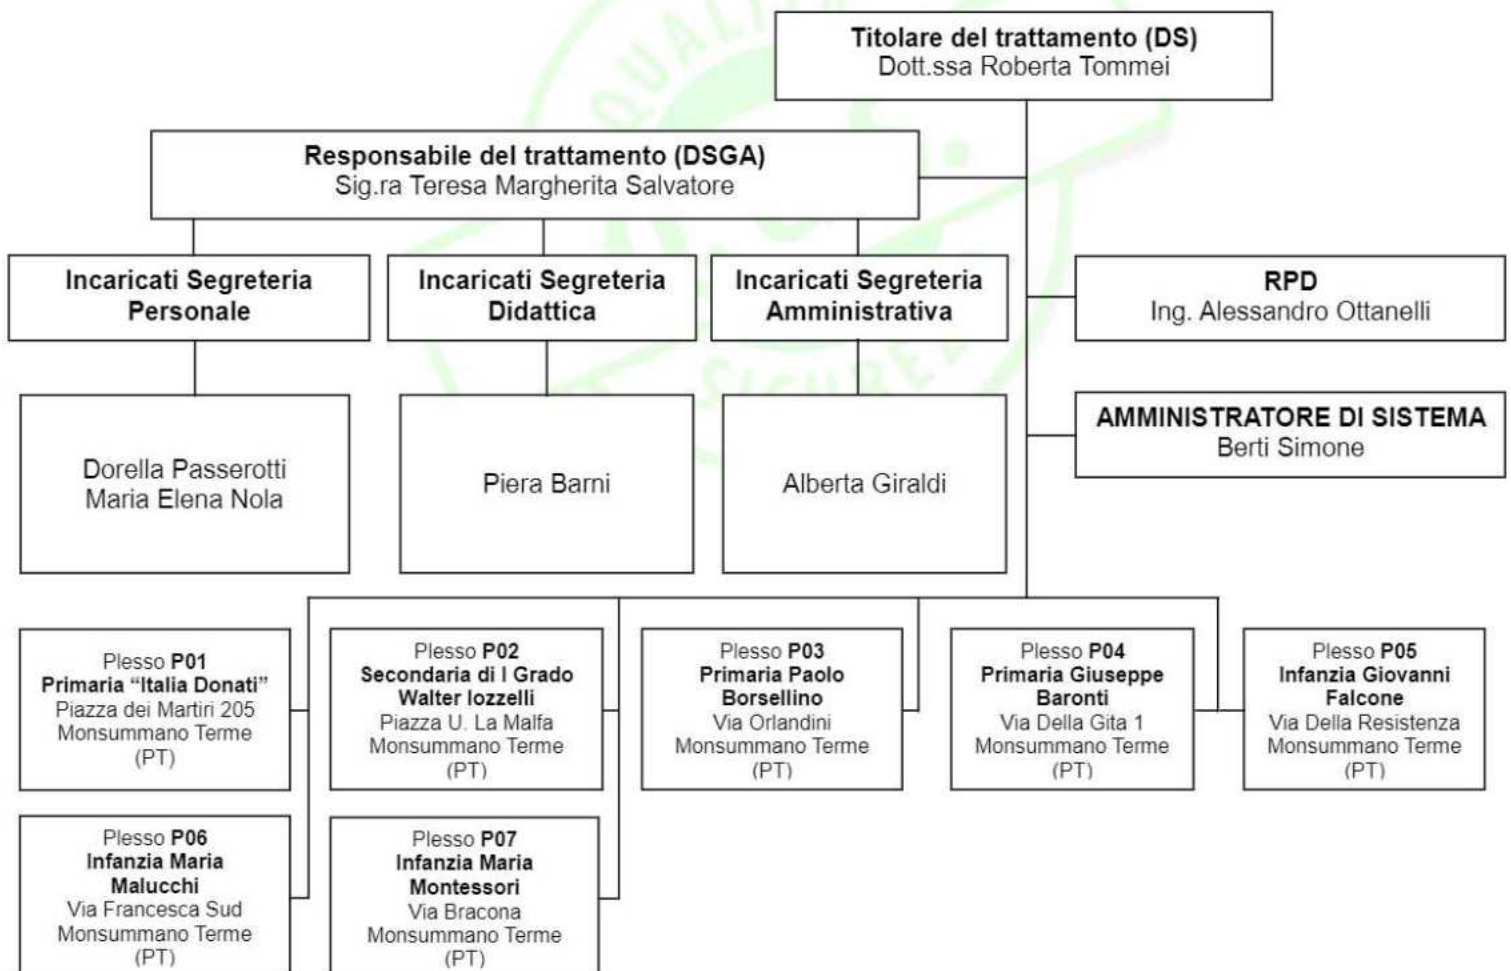 QUALIT
Titolare del trattamento (DS)
Dott.ssa Roberta Tommei
Responsabile del trattamento (DSGA)
Sig.ra Teresa Margherita Salvatore
Incaricati Segreteria
Personale
Incaricati Segreteria
Didattica
Incaricati Segreteria
Amministrativa
RPD
Ing. Alessandro Ottanelli
SICUREZ
AMMINISTRATORE DI SISTEMA
Berti Simone
Dorella Passerotti
Maria Elena Nola
Piera Barni
Alberta Giraldi
Plesso P01
Primaria “Italia Donati”
Piazza dei Martiri 205
Monsummano Terme
(PT)
Plesso P02
Secondaria di I Grado
Walter Iozzelli
Piazza U. La Malfa
Monsummano Terme
(PT)
Plesso P03
Primaria Paolo
Borsellino
Via Orlandini
Monsummano Terme
(PT)
Plesso P04
Primaria Giuseppe
Baronti
Via Della Gita 1
Monsummano Terme
(PT)
Plesso P05
Infanzia Giovanni
Falcone
Via Della Resistenza
Monsummano Terme
(PT)
Plesso P06
Infanzia Maria
Malucchi
Via Francesca Sud
Monsummano Terme
(PT)
Plesso P07
Infanzia Maria
Montessori
Via Bracona
Monsummano Terme
(PT)